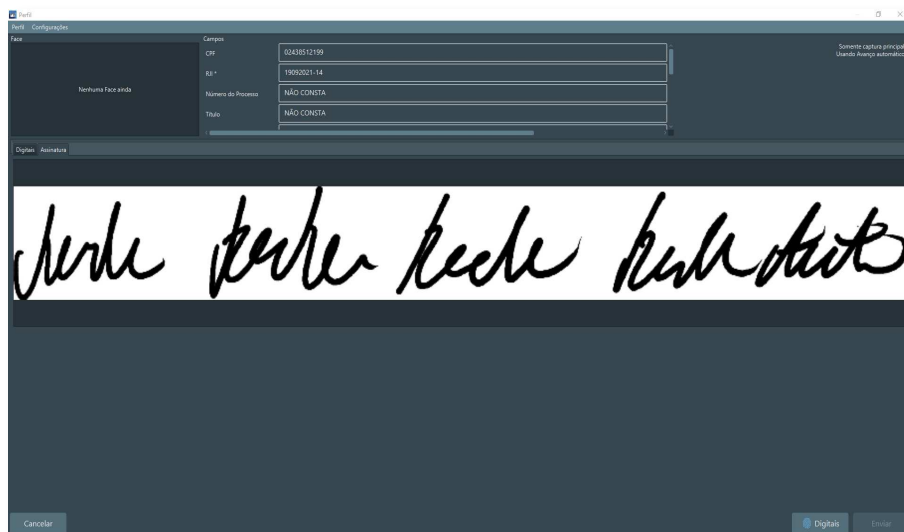 Perfil
Perfil Configurações
Face
Nenhuma Face ainda
Campos
CPF 02438512199
RJI * 19092021-14
Número do Processo NÃO CONSTA
Título NÃO CONSTA
Somente captura principal
Usando Avanço automático
Digitais Assinatura
Cancelar
Digitais Enviar